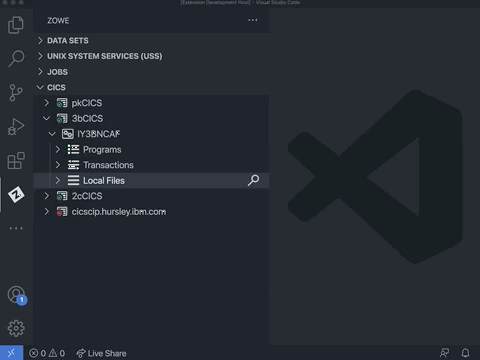 [Extension Development Host] - Visual Studio Code
ZOWE
DATA SETS
UNIX SYSTEM SERVICES (USS)
JOBS
CICS
pkCICS
3bCICS
IY3BNCAF
Programs
Transactions
Local Files
2cCICS
cicscip.hursley.ibm.com
1
0 0 Live Share